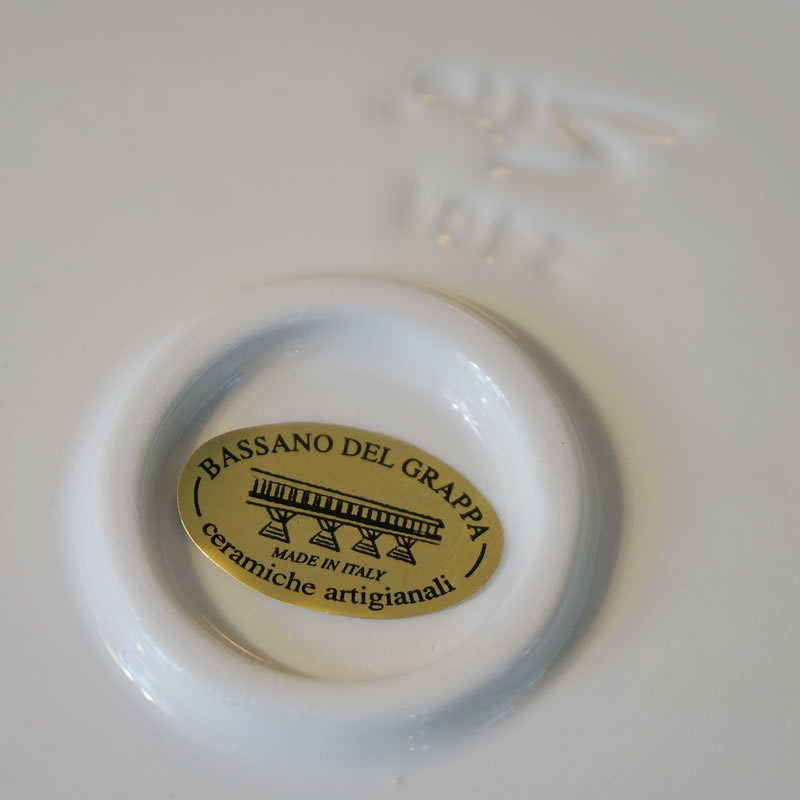 BASSANO DEL GRAPPA
MADE IN ITALY
ceramiche artigianali